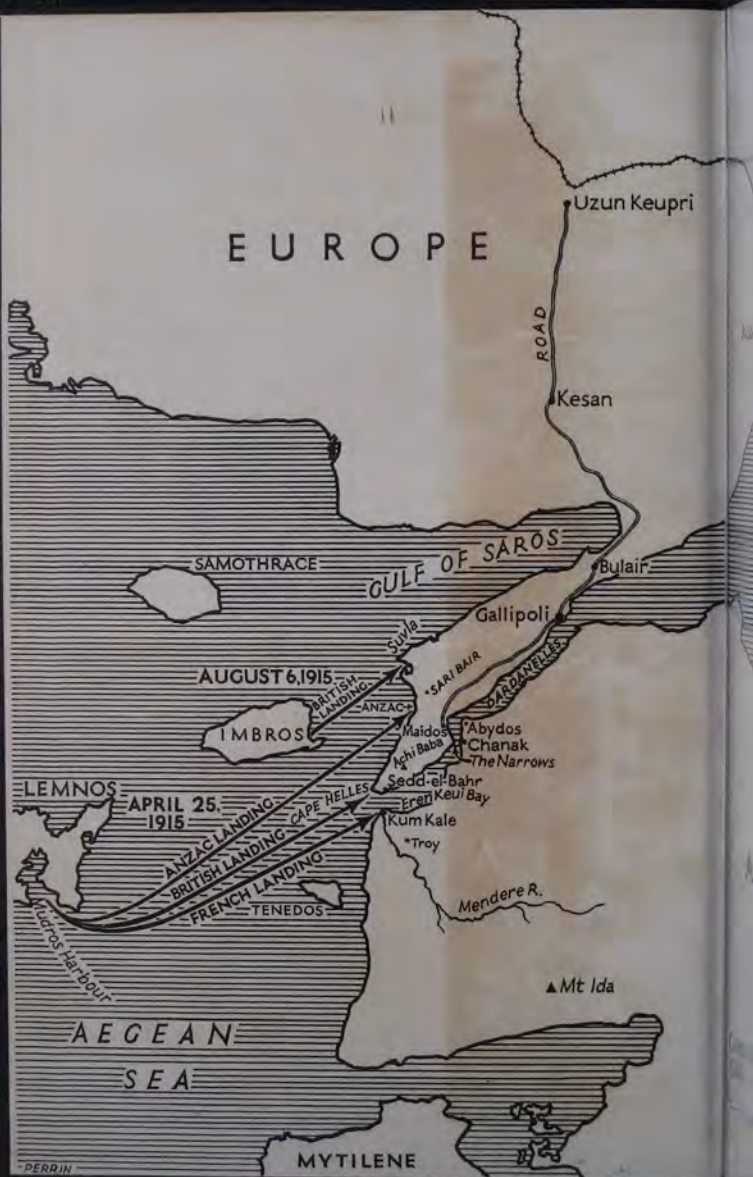 Uzun Keupri
EUROPE
ROAD
Kesan
GULF OF SAROS
SAMOTHRACE
Bulair
Gallipoli
Suvla
SARI BAIR
DARDANELLES
AUGUST 6, 1915
BRITISH
LANDING
ANZAC
IMBROS
Maidos
Abydos
Achi Baba
Chanak
The Narrows
Sedd-el-Bahr
LEMNOS
APRIL 25,
1915
CAPE HELLES
Eren Keui Bay
Kum Kale
ANZAC LANDING
BRITISH LANDING
FRENCH LANDING
Troy
TENEDOS
Mendere R.
Mudros Harbour
Mt Ida
AEGEAN
SEA
MYTILENE
PERRIN